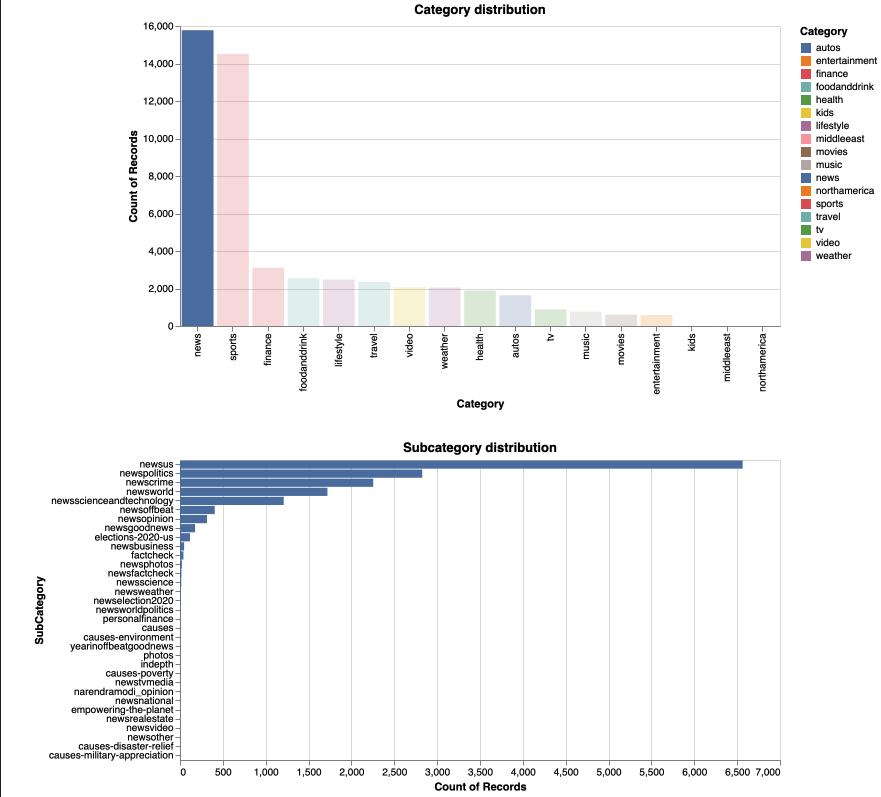 Category distribution
16,000
14,000
12,000
10,000
8,000
6,000
4,000
2,000
0
Count of Records
news
sports
finance
foodanddrink
lifestyle
travel
video
weather
health
autos
tv
music
movies
entertainment
kids
middleeast
northamerica
Category
Category
autos
entertainment
finance
foodanddrink
health
kids
lifestyle
middleeast
movies
music
news
northamerica
sports
travel
tv
video
weather
Subcategory distribution
SubCategory
newsus
newspolitics
newscrime
newsworld
newsscienceandtechnology
newsoffbeat
newsopinion
newsgoodnews
elections-2020-us
newsbusiness
factcheck
newsphotos
newsfactcheck
newsscience
newsweather
newselection2020
newsworldpolitics
personalfinance
causes
causes-environment
yearinoffbeatgoodnews
photos
indepth
causes-poverty
newstvmedia
narendramodi_opinion
newsnational
empowering-the-planet
newsrealestate
newsvideo
newsother
causes-disaster-relief
causes-military-appreciation
0 500 1,000 1,500 2,000 2,500 3,000 3,500 4,000 4,500 5,000 5,500 6,000 6,500 7,000
Count of Records